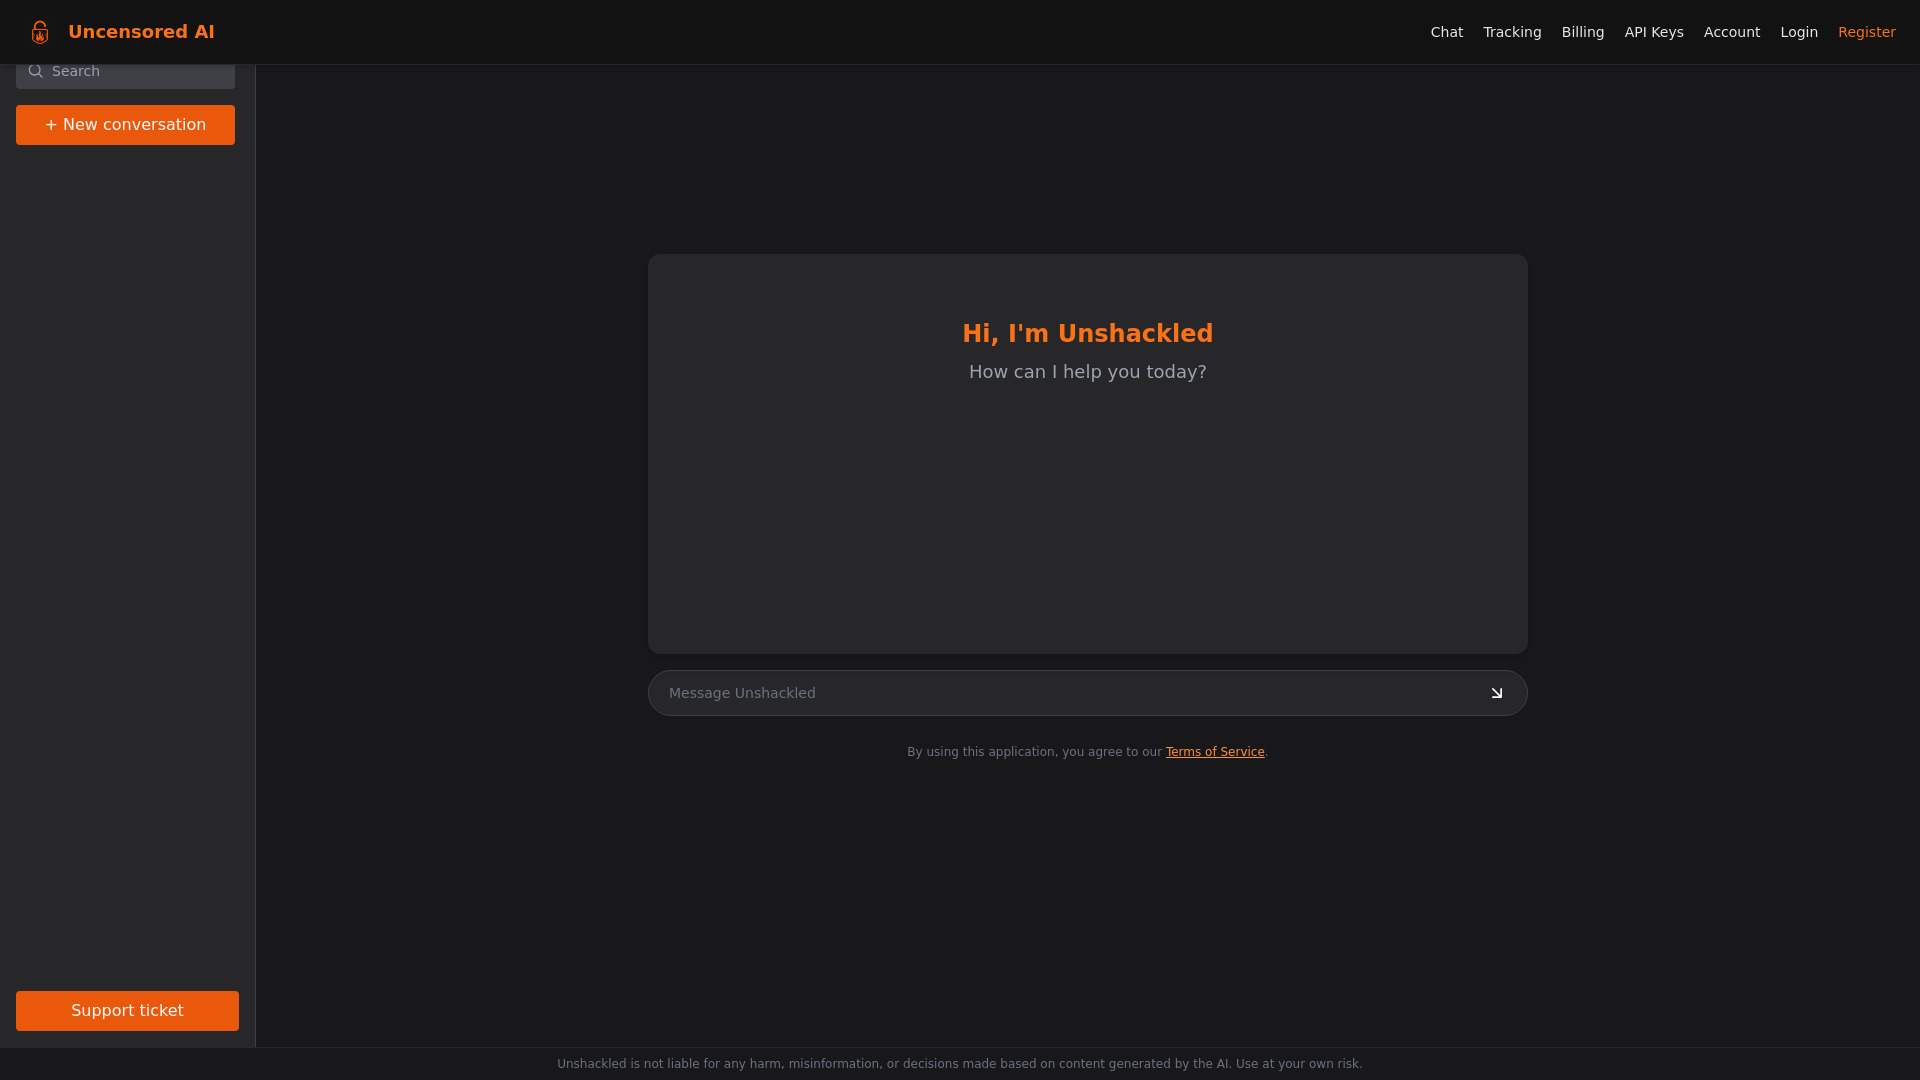 Uncensored AI
Chat
Tracking
Billing
API Keys
Account
Login
Register
Search
+ New conversation
Hi, I'm Unshackled
How can I help you today?
Message Unshackled
By using this application, you agree to our Terms of Service.
Support ticket
Unshackled is not liable for any harm, misinformation, or decisions made based on content generated by the AI. Use at your own risk.